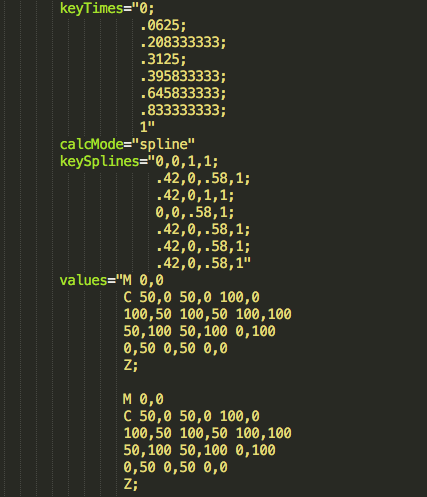 keyTimes="0;
.0625;
.208333333;
.3125;
.395833333;
.645833333;
.833333333;
1"
calcMode="spline"
keySplines="0,0,1,1;
.42,0,.58,1;
.42,0,1,1;
0,0,.58,1;
.42,0,.58,1;
.42,0,.58,1;
.42,0,.58,1"
values="M 0,0
C 50,0 50,0 100,0
100,50 100,50 100,100
50,100 50,100 0,100
0,50 0,50 0,0
Z;
M 0,0
C 50,0 50,0 100,0
100,50 100,50 100,100
50,100 50,100 0,100
0,50 0,50 0,0
Z;